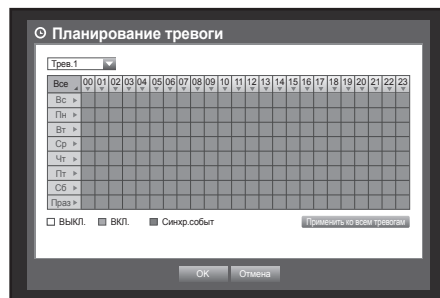 Планирование тревоги
Трев.1
Все 00 01 02 03 04 05 06 07 08 09 10 11 12 13 14 15 16 17 18 19 20 21 22 23
Вс
Пн
Вт
Ср
Чт
Пт
Сб
Праз
ВЫКЛ. ВКЛ. Синхр.событ Применить ко всем тревогам
OK Отмена